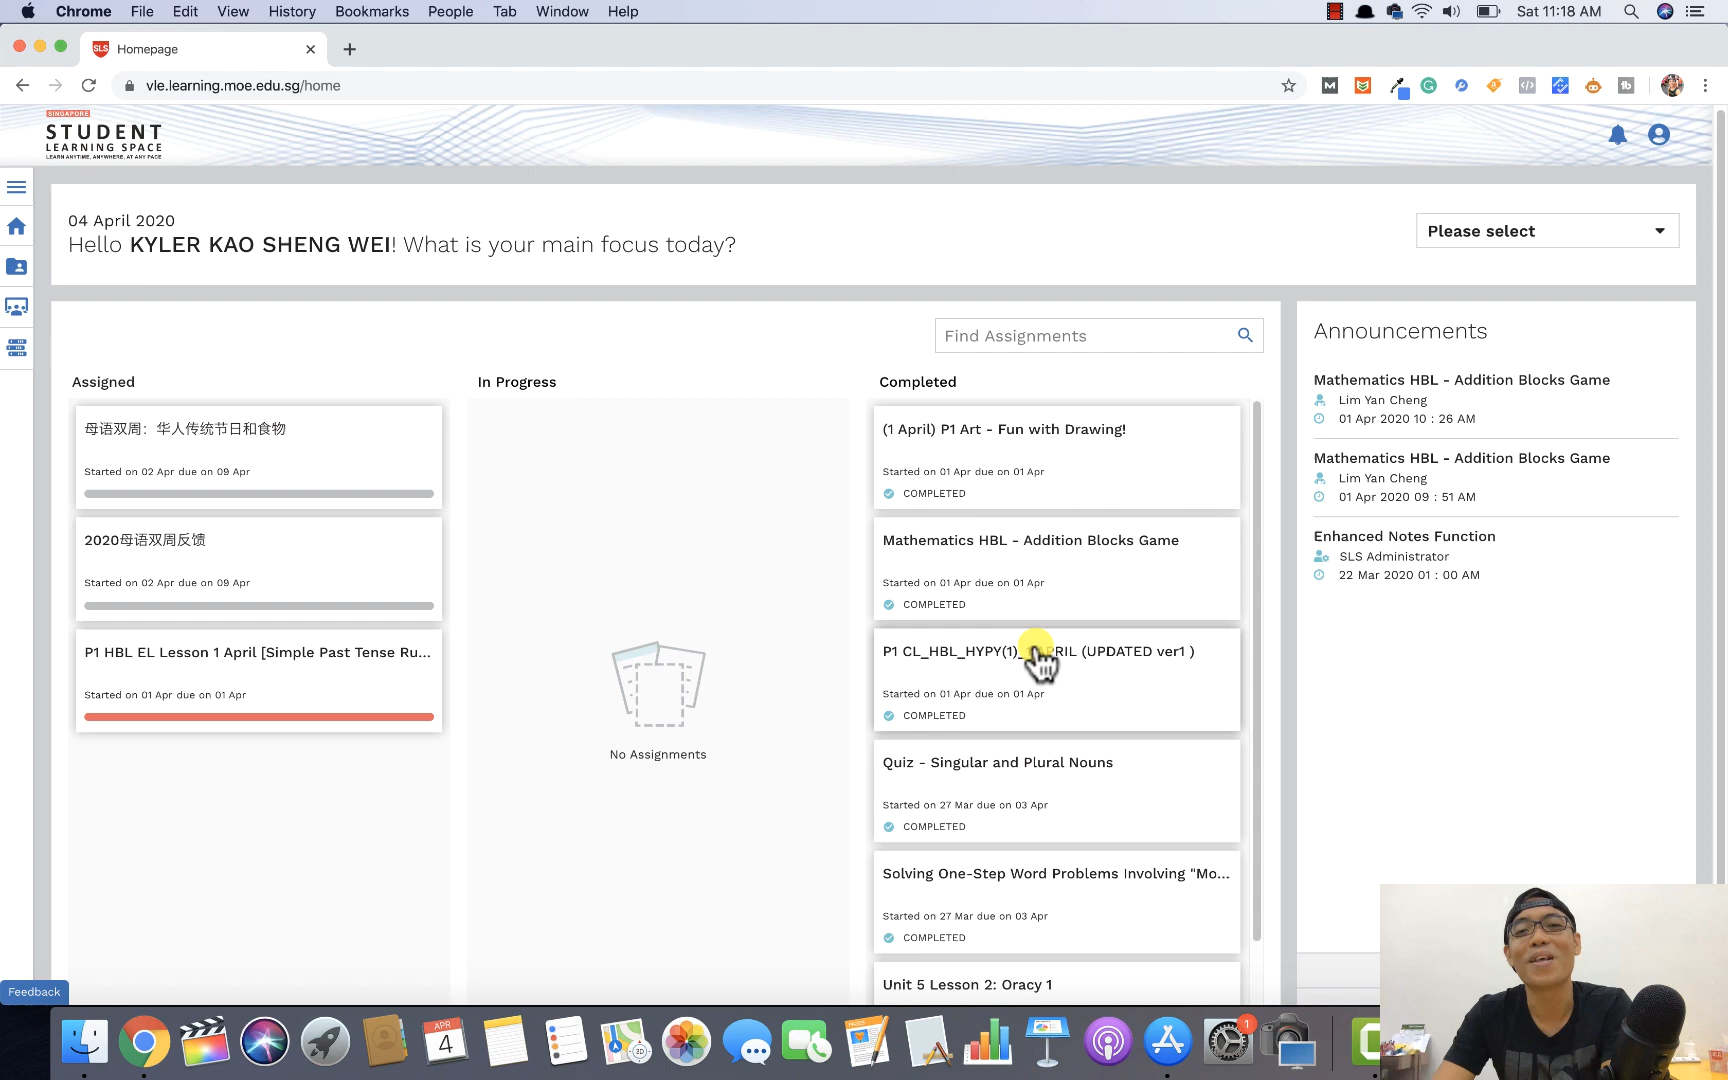 Chrome File Edit View History Bookmarks People Tab Window Help
Sat 11:18 AM
SLS Homepage
vle.learning.moe.edu.sg/home
SINGAPORE
STUDENT
LEARNING SPACE
LEARN ANYTIME, ANYWHERE, AT ANY PACE
04 April 2020
Hello KYLER KAO SHENG WEI! What is your main focus today?
Please select
Find Assignments
Assigned
母语双周：华人传统节日和食物
Started on 02 Apr due on 09 Apr
2020母语双周反馈
Started on 02 Apr due on 09 Apr
P1 HBL EL Lesson 1 April [Simple Past Tense Ru...
Started on 01 Apr due on 01 Apr
In Progress
No Assignments
Completed
(1 April) P1 Art - Fun with Drawing!
Started on 01 Apr due on 01 Apr
COMPLETED
Mathematics HBL - Addition Blocks Game
Started on 01 Apr due on 01 Apr
COMPLETED
P1 CL_HBL_HYPY(1)_1 APRIL (UPDATED ver1 )
Started on 01 Apr due on 01 Apr
COMPLETED
Quiz - Singular and Plural Nouns
Started on 27 Mar due on 03 Apr
COMPLETED
Solving One-Step Word Problems Involving "Mo...
Started on 27 Mar due on 03 Apr
COMPLETED
Unit 5 Lesson 2: Oracy 1
Announcements
Mathematics HBL - Addition Blocks Game
Lim Yan Cheng
01 Apr 2020 10 : 26 AM
Mathematics HBL - Addition Blocks Game
Lim Yan Cheng
01 Apr 2020 09 : 51 AM
Enhanced Notes Function
SLS Administrator
22 Mar 2020 01 : 00 AM
Feedback
APR
4
3D
1